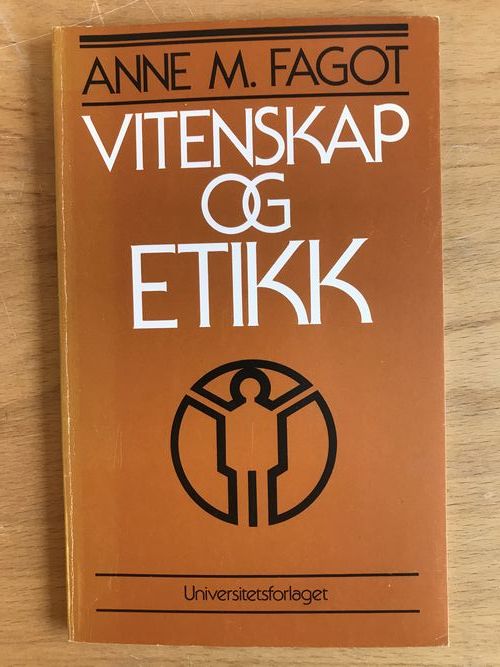 ANNE M. FAGOT
VITENSKAP
OG
ETIKK
Universitetsforlaget